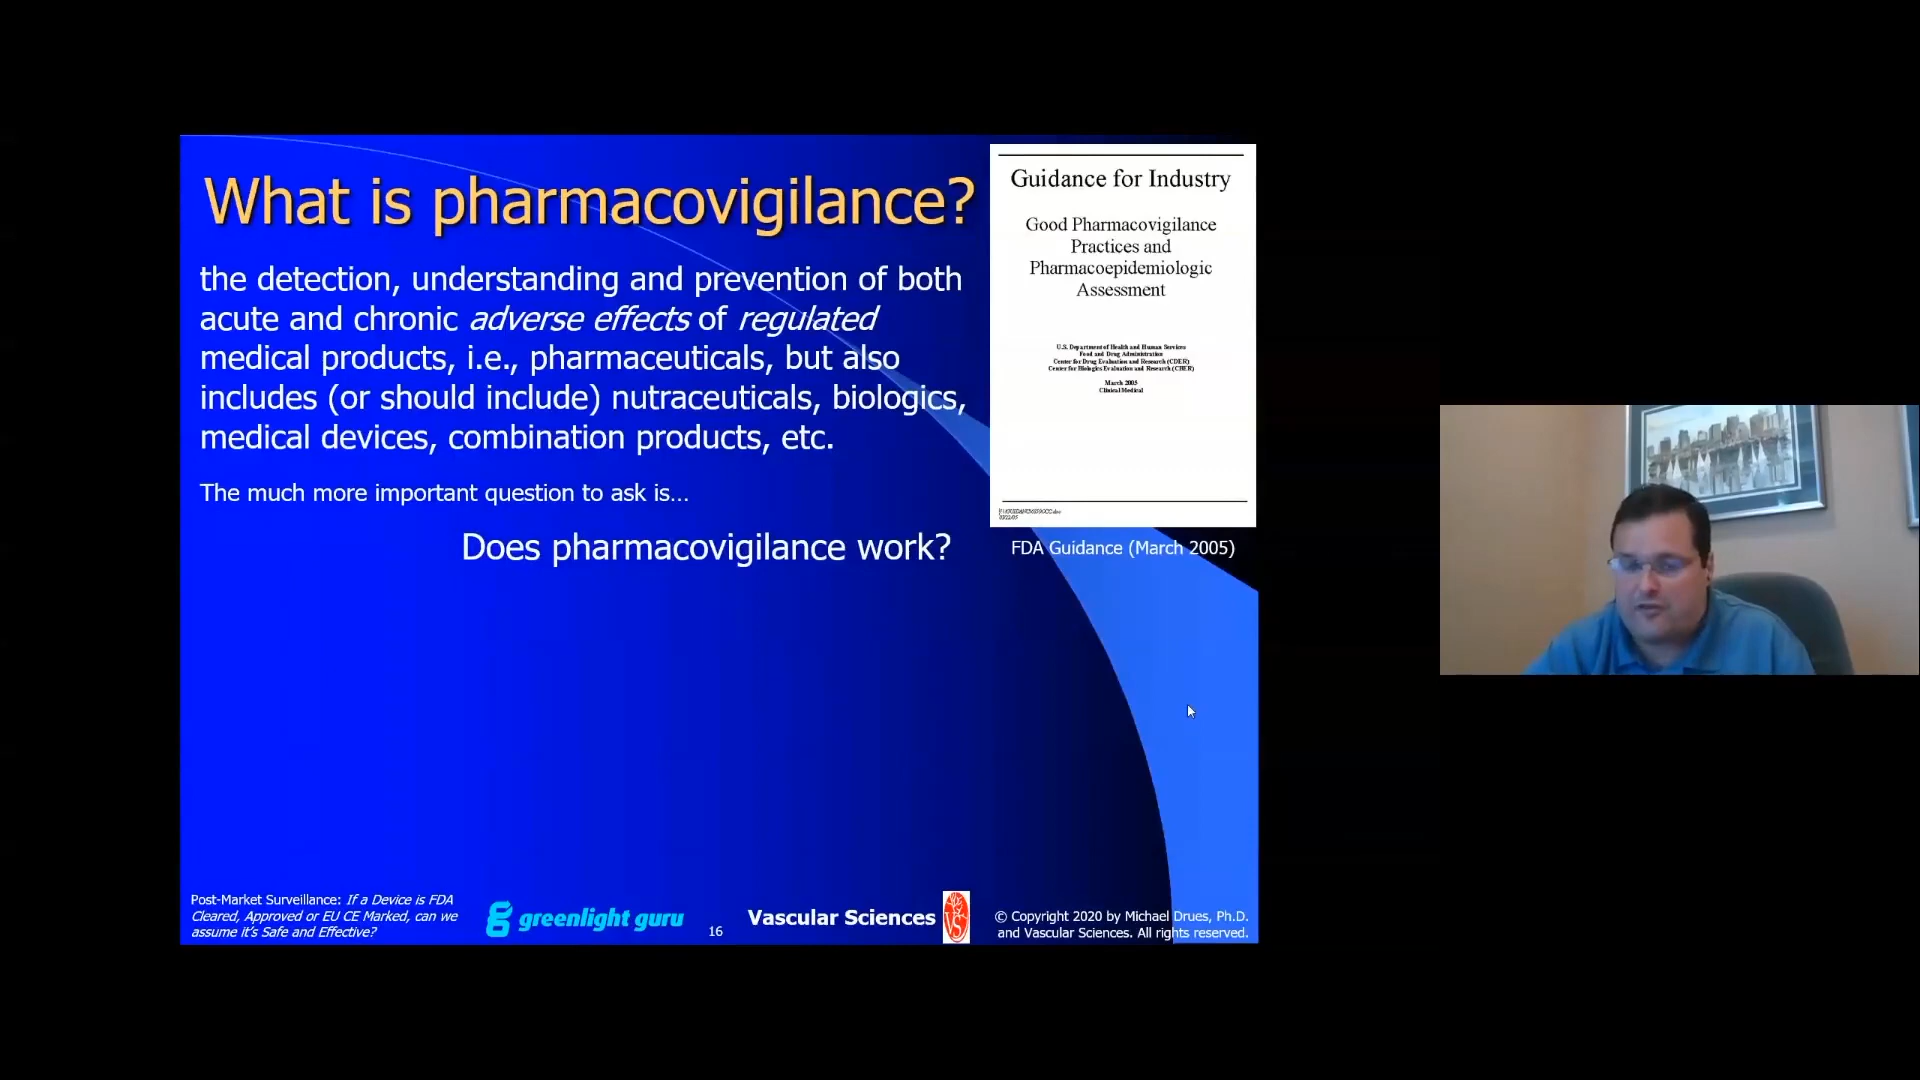 What is pharmacovigilance?
the detection, understanding and prevention of both
acute and chronic adverse effects of regulated
medical products, i.e., pharmaceuticals, but also
includes (or should include) nutraceuticals, biologics,
medical devices, combination products, etc.
The much more important question to ask is...
Does pharmacovigilance work?
Guidance for Industry
Good Pharmacovigilance
Practices and
Pharmacoepidemiologic
Assessment
U.S. Department of Health and Human Services
Food and Drug Administration
Center for Drug Evaluation and Research (CDER)
Center for Biologics Evaluation and Research (CBER)
March 2005
Clinical Medical
FDA Guidance (March 2005)
Post-Market Surveillance: If a Device is FDA
Cleared, Approved or EU CE Marked, can we
assume it's Safe and Effective?
greenlight guru
16
Vascular Sciences
VS
© Copyright 2020 by Michael Drues, Ph.D.
and Vascular Sciences. All rights reserved.